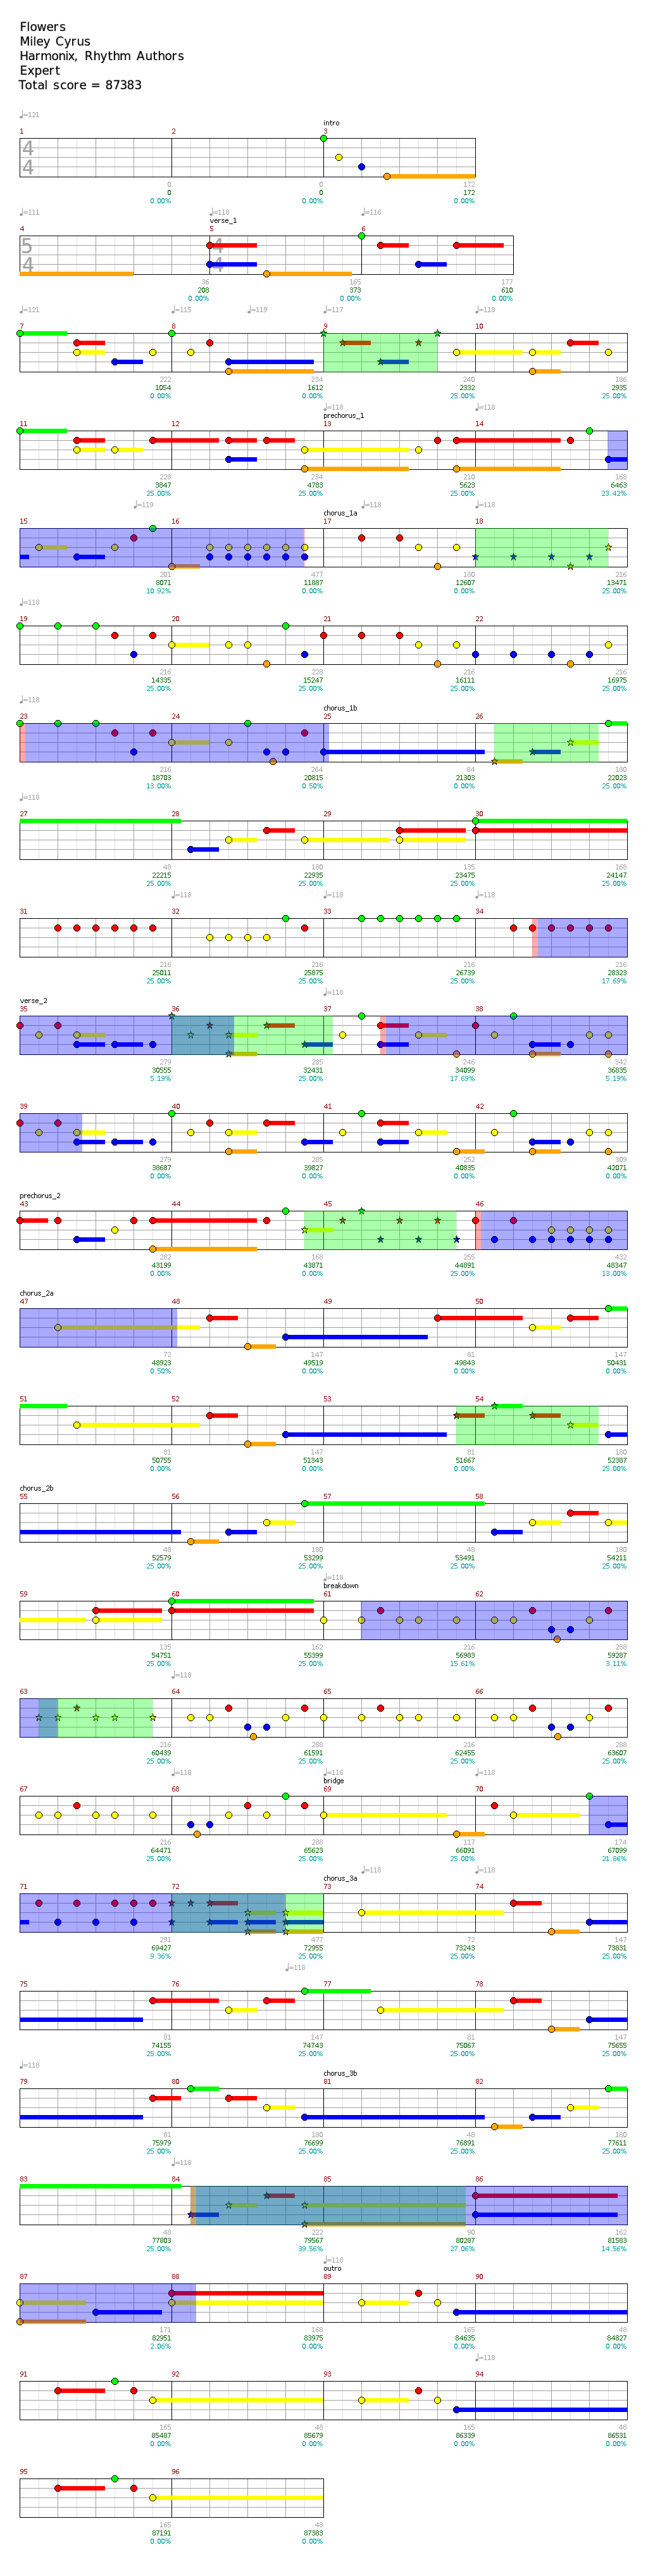 Flowers
Miley Cyrus
Harmonix, Rhythm Authors
Expert
Total score = 87383
♩=121
intro
1 2 3
4
4
0 0 172
0 0 172
0.00% 0.00% 0.00%
♩=111 ♩=118 ♩=116
verse_1
4 5 6
5 4
4 4
36 165 177
208 373 610
0.00% 0.00% 0.00%
♩=121 ♩=115 ♩=119 ♩=117 ♩=118
7 8 9 10
222 234 240 186
1054 1612 2332 2935
0.00% 0.00% 25.00% 25.00%
♩=118 ♩=118
prechorus_1
11 12 13 14
228 234 210 168
3847 4783 5623 6463
25.00% 25.00% 25.00% 23.42%
♩=119 ♩=118 ♩=118
chorus_1a
15 16 17 18
201 477 180 216
8071 11887 12607 13471
10.92% 0.00% 0.00% 25.00%
♩=118
19 20 21 22
216 228 216 216
14335 15247 16111 16975
25.00% 25.00% 25.00% 25.00%
♩=118
chorus_1b
23 24 25 26
216 264 84 180
18703 20815 21303 22023
13.00% 0.50% 0.00% 25.00%
♩=118
27 28 29 30
48 180 135 168
22215 22935 23475 24147
25.00% 25.00% 25.00% 25.00%
♩=118 ♩=118 ♩=118
31 32 33 34
216 216 216 216
25011 25875 26739 28323
25.00% 25.00% 25.00% 17.69%
♩=118
verse_2
35 36 37 38
279 285 246 342
30555 32431 34099 36835
5.19% 25.00% 17.69% 5.19%
39 40 41 42
279 285 252 309
38687 39827 40835 42071
25.00% 25.00% 25.00% 25.00%
prechorus_2
43 44 45 46
282 168 255 432
43199 43871 44891 48347
25.00% 25.00% 25.00% 13.00%
chorus_2a
47 48 49 50
72 147 81 147
48923 49519 49843 50431
0.50% 0.00% 0.00% 0.00%
51 52 53 54
81 147 81 180
50755 51343 51667 52387
0.00% 0.00% 0.00% 25.00%
chorus_2b
55 56 57 58
48 180 48 180
52579 53299 53491 54211
25.00% 25.00% 25.00% 25.00%
♩=118
breakdown
59 60 61 62
135 162 216 288
54751 55399 56983 59287
25.00% 25.00% 15.61% 3.11%
♩=118
63 64 65 66
216 288 216 288
60439 61591 62455 63607
25.00% 25.00% 25.00% 25.00%
♩=118 ♩=116 ♩=118
bridge
67 68 69 70
216 288 117 174
64471 65623 66091 67099
25.00% 25.00% 25.00% 21.86%
♩=118 ♩=118
chorus_3a
71 72 73 74
291 477 72 147
69427 72955 73243 73831
9.36% 25.00% 25.00% 25.00%
♩=118
75 76 77 78
81 147 81 147
74155 74743 75067 75655
25.00% 25.00% 25.00% 25.00%
♩=118
chorus_3b
79 80 81 82
81 180 48 180
75979 76699 76891 77611
25.00% 25.00% 25.00% 25.00%
♩=118
83 84 85 86
48 222 90 162
77803 79567 80287 81583
25.00% 39.56% 27.06% 14.56%
♩=118
outro
87 88 89 90
171 168 165 48
82951 83975 84635 84827
2.06% 0.00% 0.00% 0.00%
♩=118
91 92 93 94
165 48 165 48
85487 85679 86339 86531
0.00% 0.00% 0.00% 0.00%
95 96
165 48
87191 87383
0.00% 0.00%